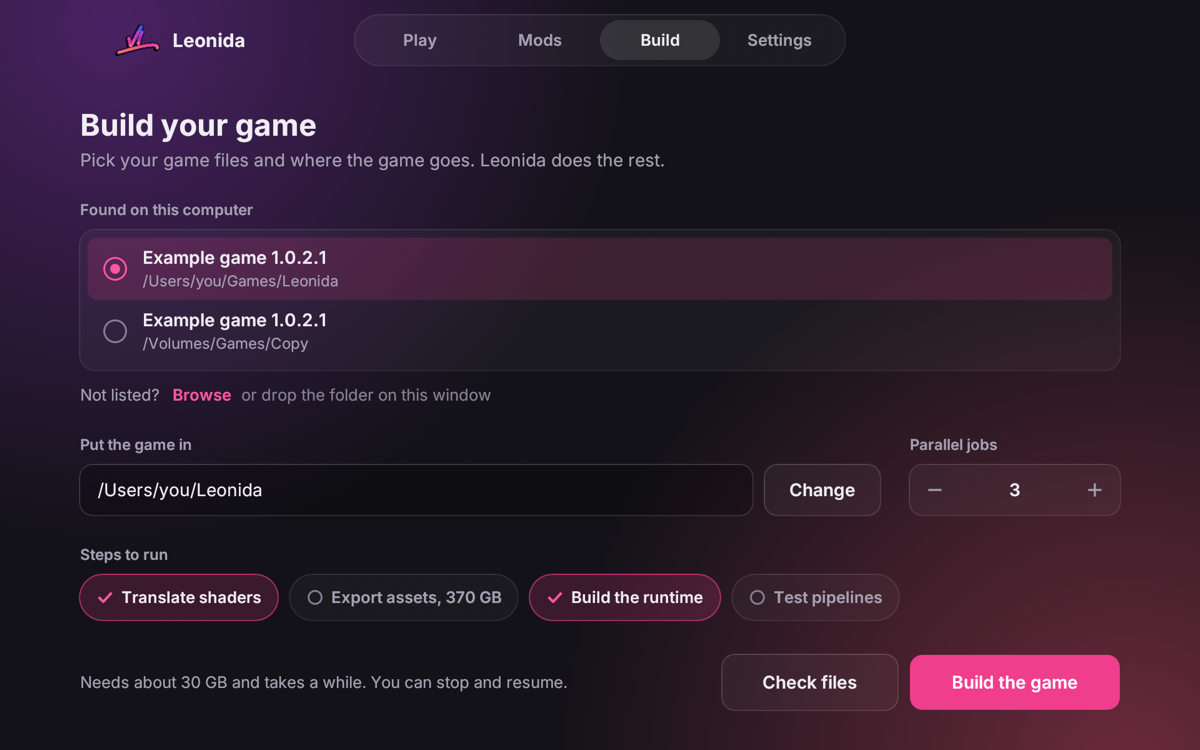 Leonida
Play
Mods
Build
Settings
Build your game
Pick your game files and where the game goes. Leonida does the rest.
Found on this computer
Example game 1.0.2.1
/Users/you/Games/Leonida
Example game 1.0.2.1
/Volumes/Games/Copy
Not listed? Browse or drop the folder on this window
Put the game in
Parallel jobs
/Users/you/Leonida
Change
3
Steps to run
Translate shaders
Export assets, 370 GB
Build the runtime
Test pipelines
Needs about 30 GB and takes a while. You can stop and resume.
Check files
Build the game